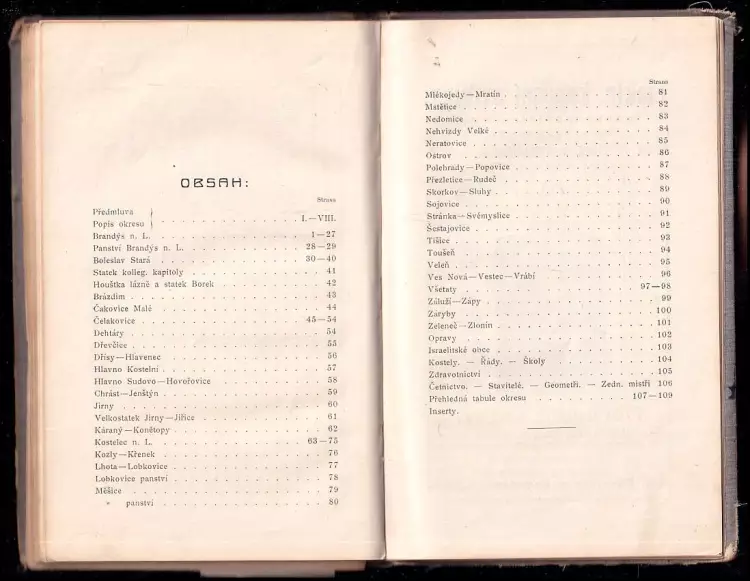 OBSAH:
Strana
Předmluva
Popis okresu } . . . . . . . . . . I.—VIII.
Brandýs n. L. . . . . . . . . . . 1—27
Panství Brandýs n. L. . . . . . . . . . . 28—29
Boleslav Stará . . . . . . . . . . 30—40
Statek kolleg. kapitoly . . . . . . . . . . 41
Houštka lázně a statek Borek . . . . . . . . . . 42
Brázdim . . . . . . . . . . 43
Čakovice Malé . . . . . . . . . . 44
Čelakovice . . . . . . . . . . 45—54
Dehtáry . . . . . . . . . . 54
Dřevčice . . . . . . . . . . 55
Dřísy—Hlavenec . . . . . . . . . . 56
Hlavno Kostelní . . . . . . . . . . 57
Hlavno Sudovo—Hovořovice . . . . . . . . . . 58
Chrást—Jenštýn . . . . . . . . . . 59
Jirny . . . . . . . . . . 60
Velkostatek Jirny—Jiřice . . . . . . . . . . 61
Káraný—Konětopy . . . . . . . . . . 62
Kostelec n. L. . . . . . . . . . . 63—75
Kozly—Křenek . . . . . . . . . . 76
Lhota—Lobkovice . . . . . . . . . . 77
Lobkovice panství . . . . . . . . . . 78
Měšice . . . . . . . . . . 79
» panství . . . . . . . . . . 80
Strana
Mlékojedy—Mratín . . . . . . . . . . 81
Mstětice . . . . . . . . . . 82
Nedomice . . . . . . . . . . 83
Nehvizdy Velké . . . . . . . . . . 84
Neratovice . . . . . . . . . . 85
Ostrov . . . . . . . . . . 86
Polehrady—Popovice . . . . . . . . . . 87
Přezletice—Rudeč . . . . . . . . . . 88
Skorkov—Sluhy . . . . . . . . . . 89
Sojovice . . . . . . . . . . 90
Stránka—Svémyslice . . . . . . . . . . 91
Šestajovice . . . . . . . . . . 92
Tišice . . . . . . . . . . 93
Toušeň . . . . . . . . . . 94
Veleň . . . . . . . . . . 95
Ves Nová—Vestec—Vrábí . . . . . . . . . . 96
Všetaty . . . . . . . . . . 97—98
Záluží—Zápy . . . . . . . . . . 99
Záryby . . . . . . . . . . 100
Zeleneč—Zlonín . . . . . . . . . . 101
Opravy . . . . . . . . . . 102
Israelitské obce . . . . . . . . . . 103
Kostely. — Řády. — Školy . . . . . . . . . . 104
Zdravotnictví . . . . . . . . . . 105
Četnictvo. — Stavitelé. — Geometři. — Zedn. mistři 106
Přehledná tabule okresu . . . . . . . . . . 107—109
Inserty.